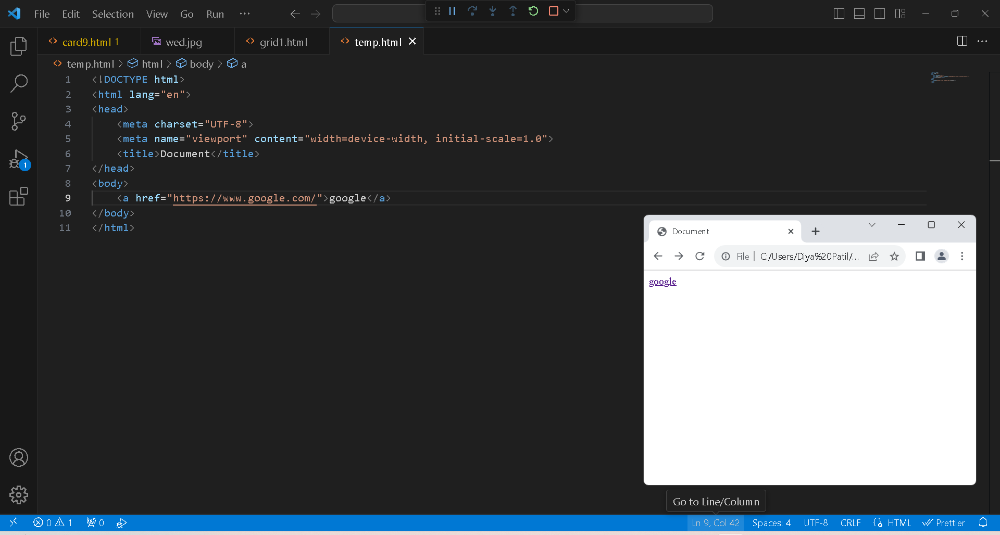 File Edit Selection View Go Run ···
card9.html 1 wed.jpg grid1.html temp.html
temp.html > html > body > a
1 <!DOCTYPE html>
2 <html lang="en">
3 <head>
4 <meta charset="UTF-8">
5 <meta name="viewport" content="width=device-width, initial-scale=1.0">
6 <title>Document</title>
7 </head>
8 <body>
9 <a href="https://www.google.com/">google</a>
10 </body>
11 </html>
1
Document
File | C:/Users/Diya%20Patil/...
google
Go to Line/Column
0 1 0 Ln 9, Col 42 Spaces: 4 UTF-8 CRLF HTML Prettier